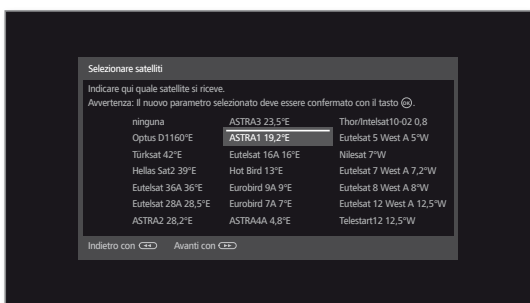 Selezionare satelliti
Indicare qui quale satellite si riceve.
Avvertenza: Il nuovo parametro selezionato deve essere confermato con il tasto OK.
ninguna ASTRA3 23,5°E Thor/Intelsat10-02 0,8
Optus D1160°E ASTRA1 19,2°E Eutelsat 5 West A 5°W
Türksat 42°E Eutelsat 16A 16°E Nilesat 7°W
Hellas Sat2 39°E Hot Bird 13°E Eutelsat 7 West A 7,2°W
Eutelsat 36A 36°E Eurobird 9A 9°E Eutelsat 8 West A 8°W
Eutelsat 28A 28,5°E Eurobird 7A 7°E Eutelsat 12 West A 12,5°W
ASTRA2 28,2°E ASTRA4A 4,8°E Telestart12 12,5°W
Indietro con Avanti con